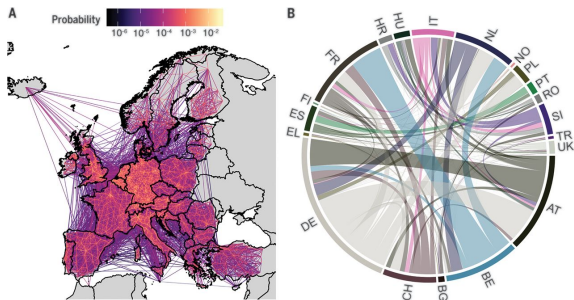 A
Probability
10-6 10-5 10-4 10-3 10-2
B
HR
HU
IT
NL
NO
PL
PT
RO
SI
TR
UK
AT
BE
BG
CH
DE
EL
ES
FI
FR